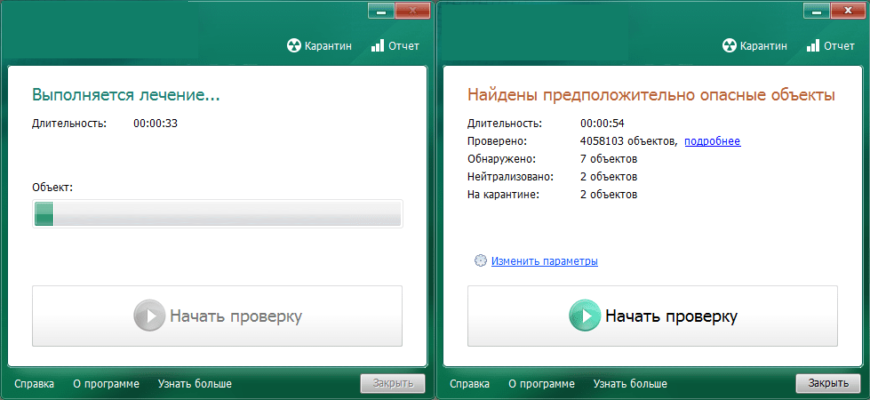 Карантин
Отчет
Выполняется лечение...
Длительность: 00:00:33
Объект:
Начать проверку
Справка
О программе
Узнать больше
Закрыть
Карантин
Отчет
Найдены предположительно опасные объекты
Длительность: 00:00:54
Проверено: 4058103 объектов, подробнее
Обнаружено: 7 объектов
Нейтрализовано: 2 объектов
На карантине: 2 объектов
Изменить параметры
Начать проверку
Справка
О программе
Узнать больше
Закрыть